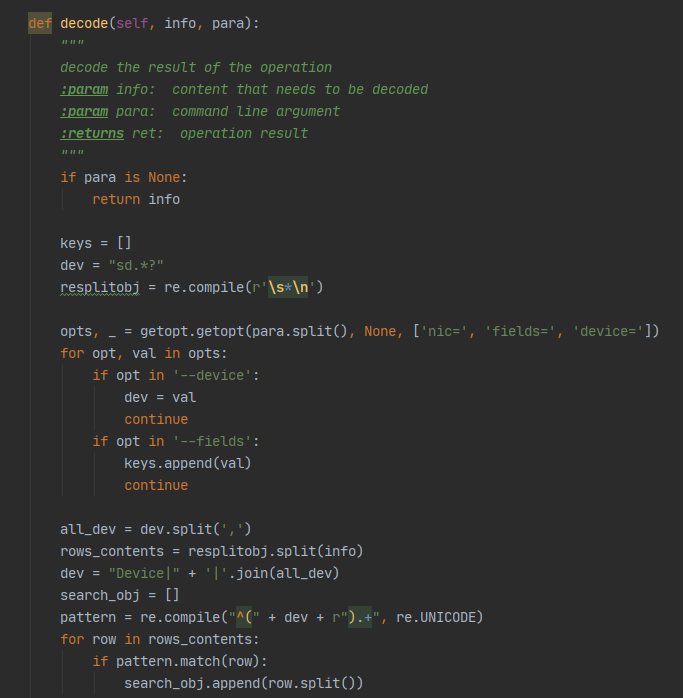 def decode(self, info, para):
    """
    decode the result of the operation
    :param info:  content that needs to be decoded
    :param para:  command line argument
    :returns ret:  operation result
    """
    if para is None:
        return info

    keys = []
    dev = "sd.*?"
    resplitobj = re.compile(r'\s*\n')

    opts, _ = getopt.getopt(para.split(), None, ['nic=', 'fields=', 'device='])
    for opt, val in opts:
        if opt in '--device':
            dev = val
            continue
        if opt in '--fields':
            keys.append(val)
            continue

    all_dev = dev.split(',')
    rows_contents = resplitobj.split(info)
    dev = "Device|" + '|'.join(all_dev)
    search_obj = []
    pattern = re.compile("^(" + dev + r").+", re.UNICODE)
    for row in rows_contents:
        if pattern.match(row):
            search_obj.append(row.split())